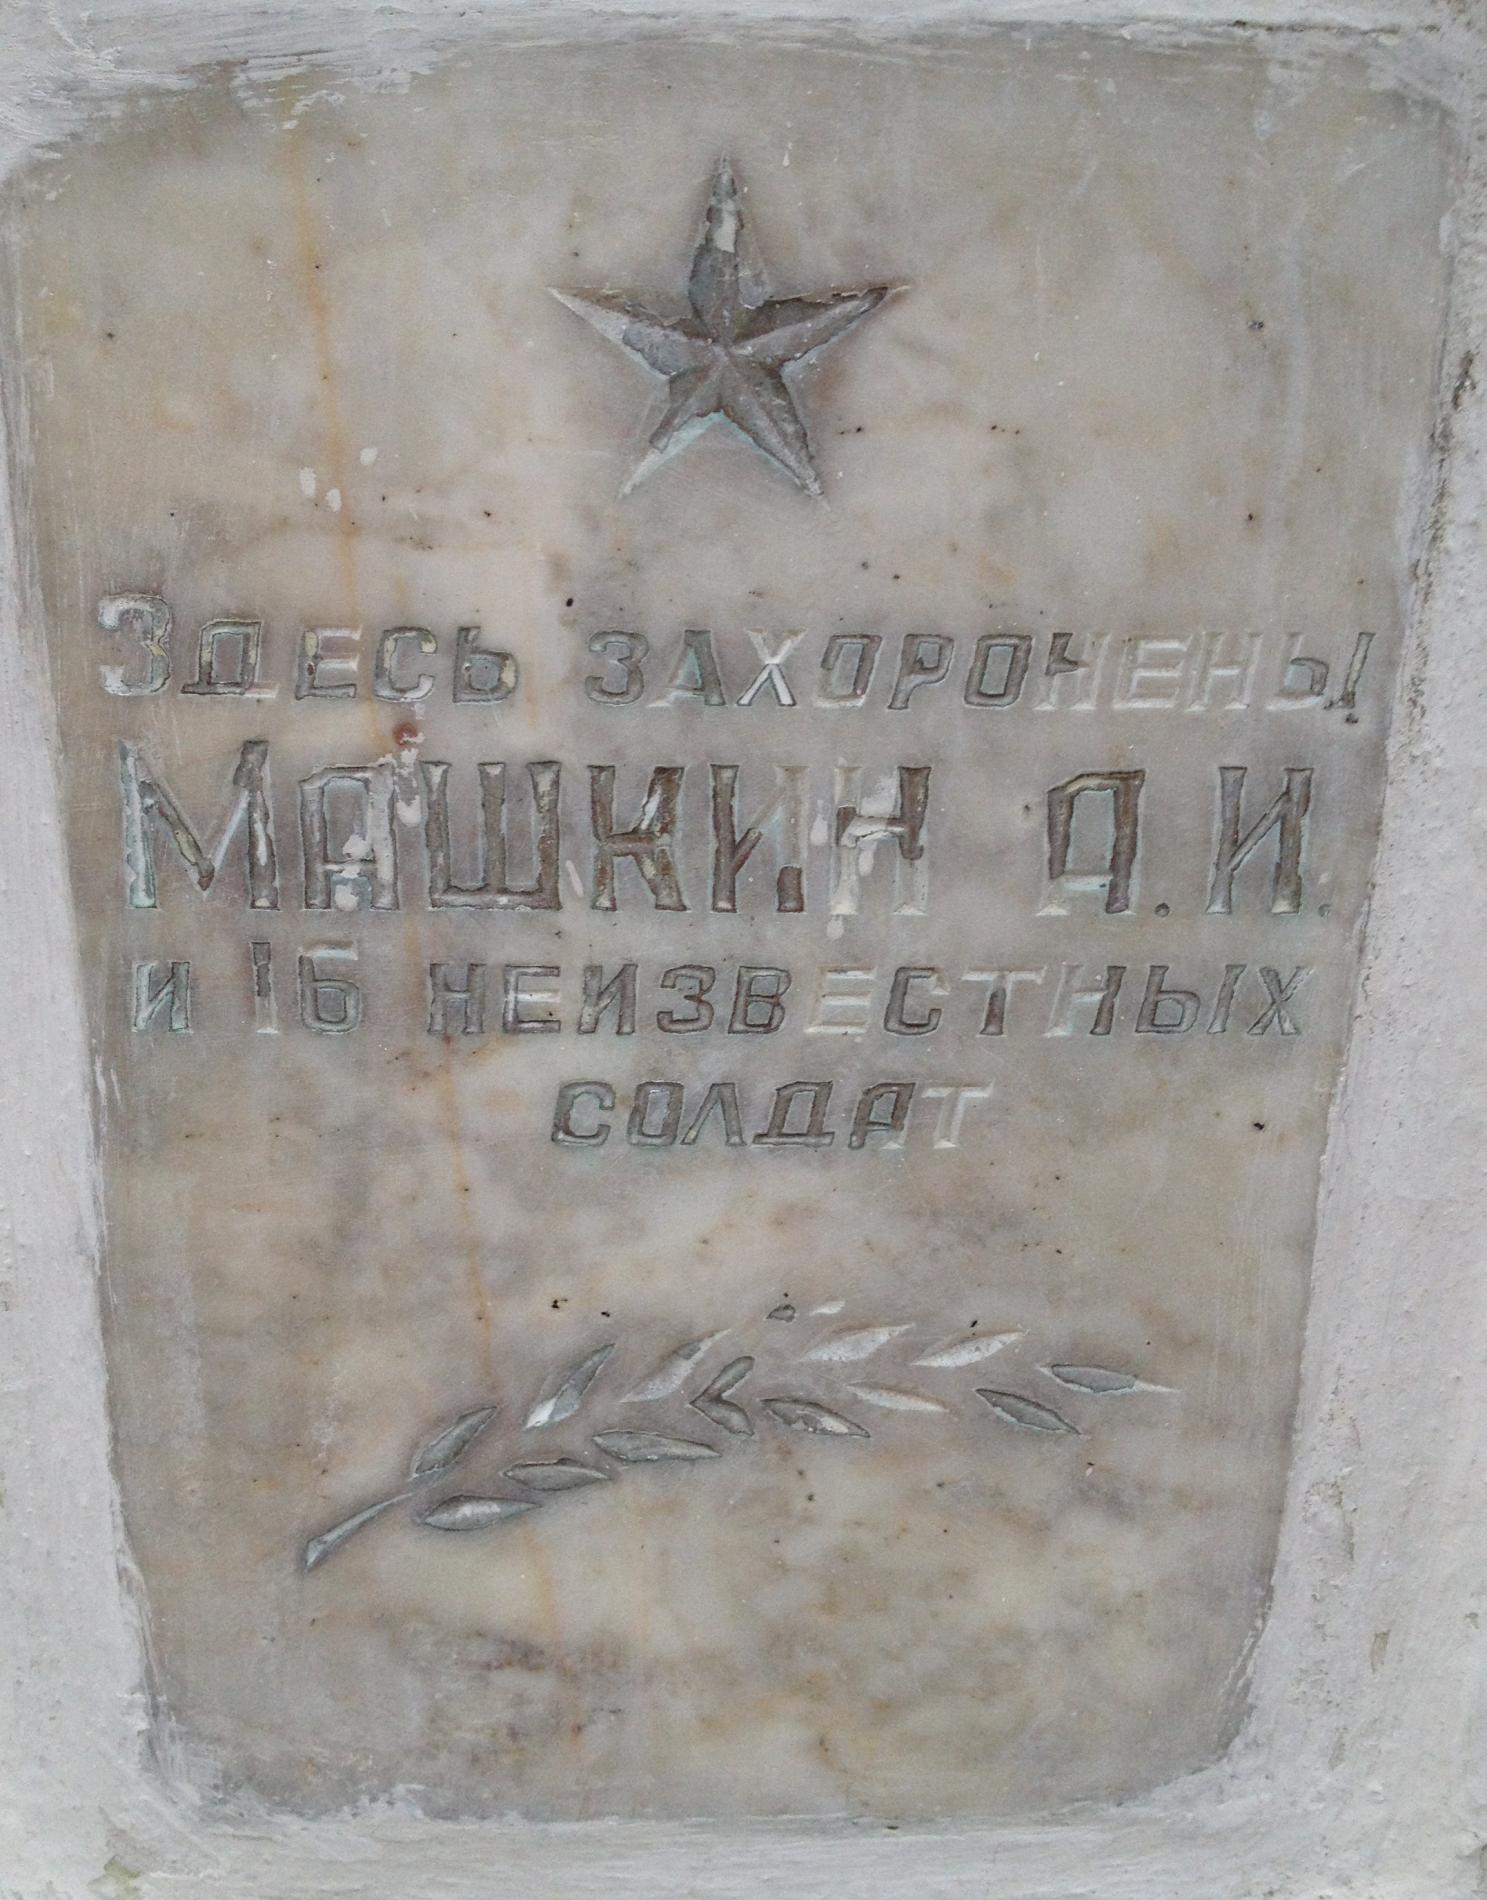 Здесь захоронены
Машкин А.И.
и 16 неизвестных
солдат